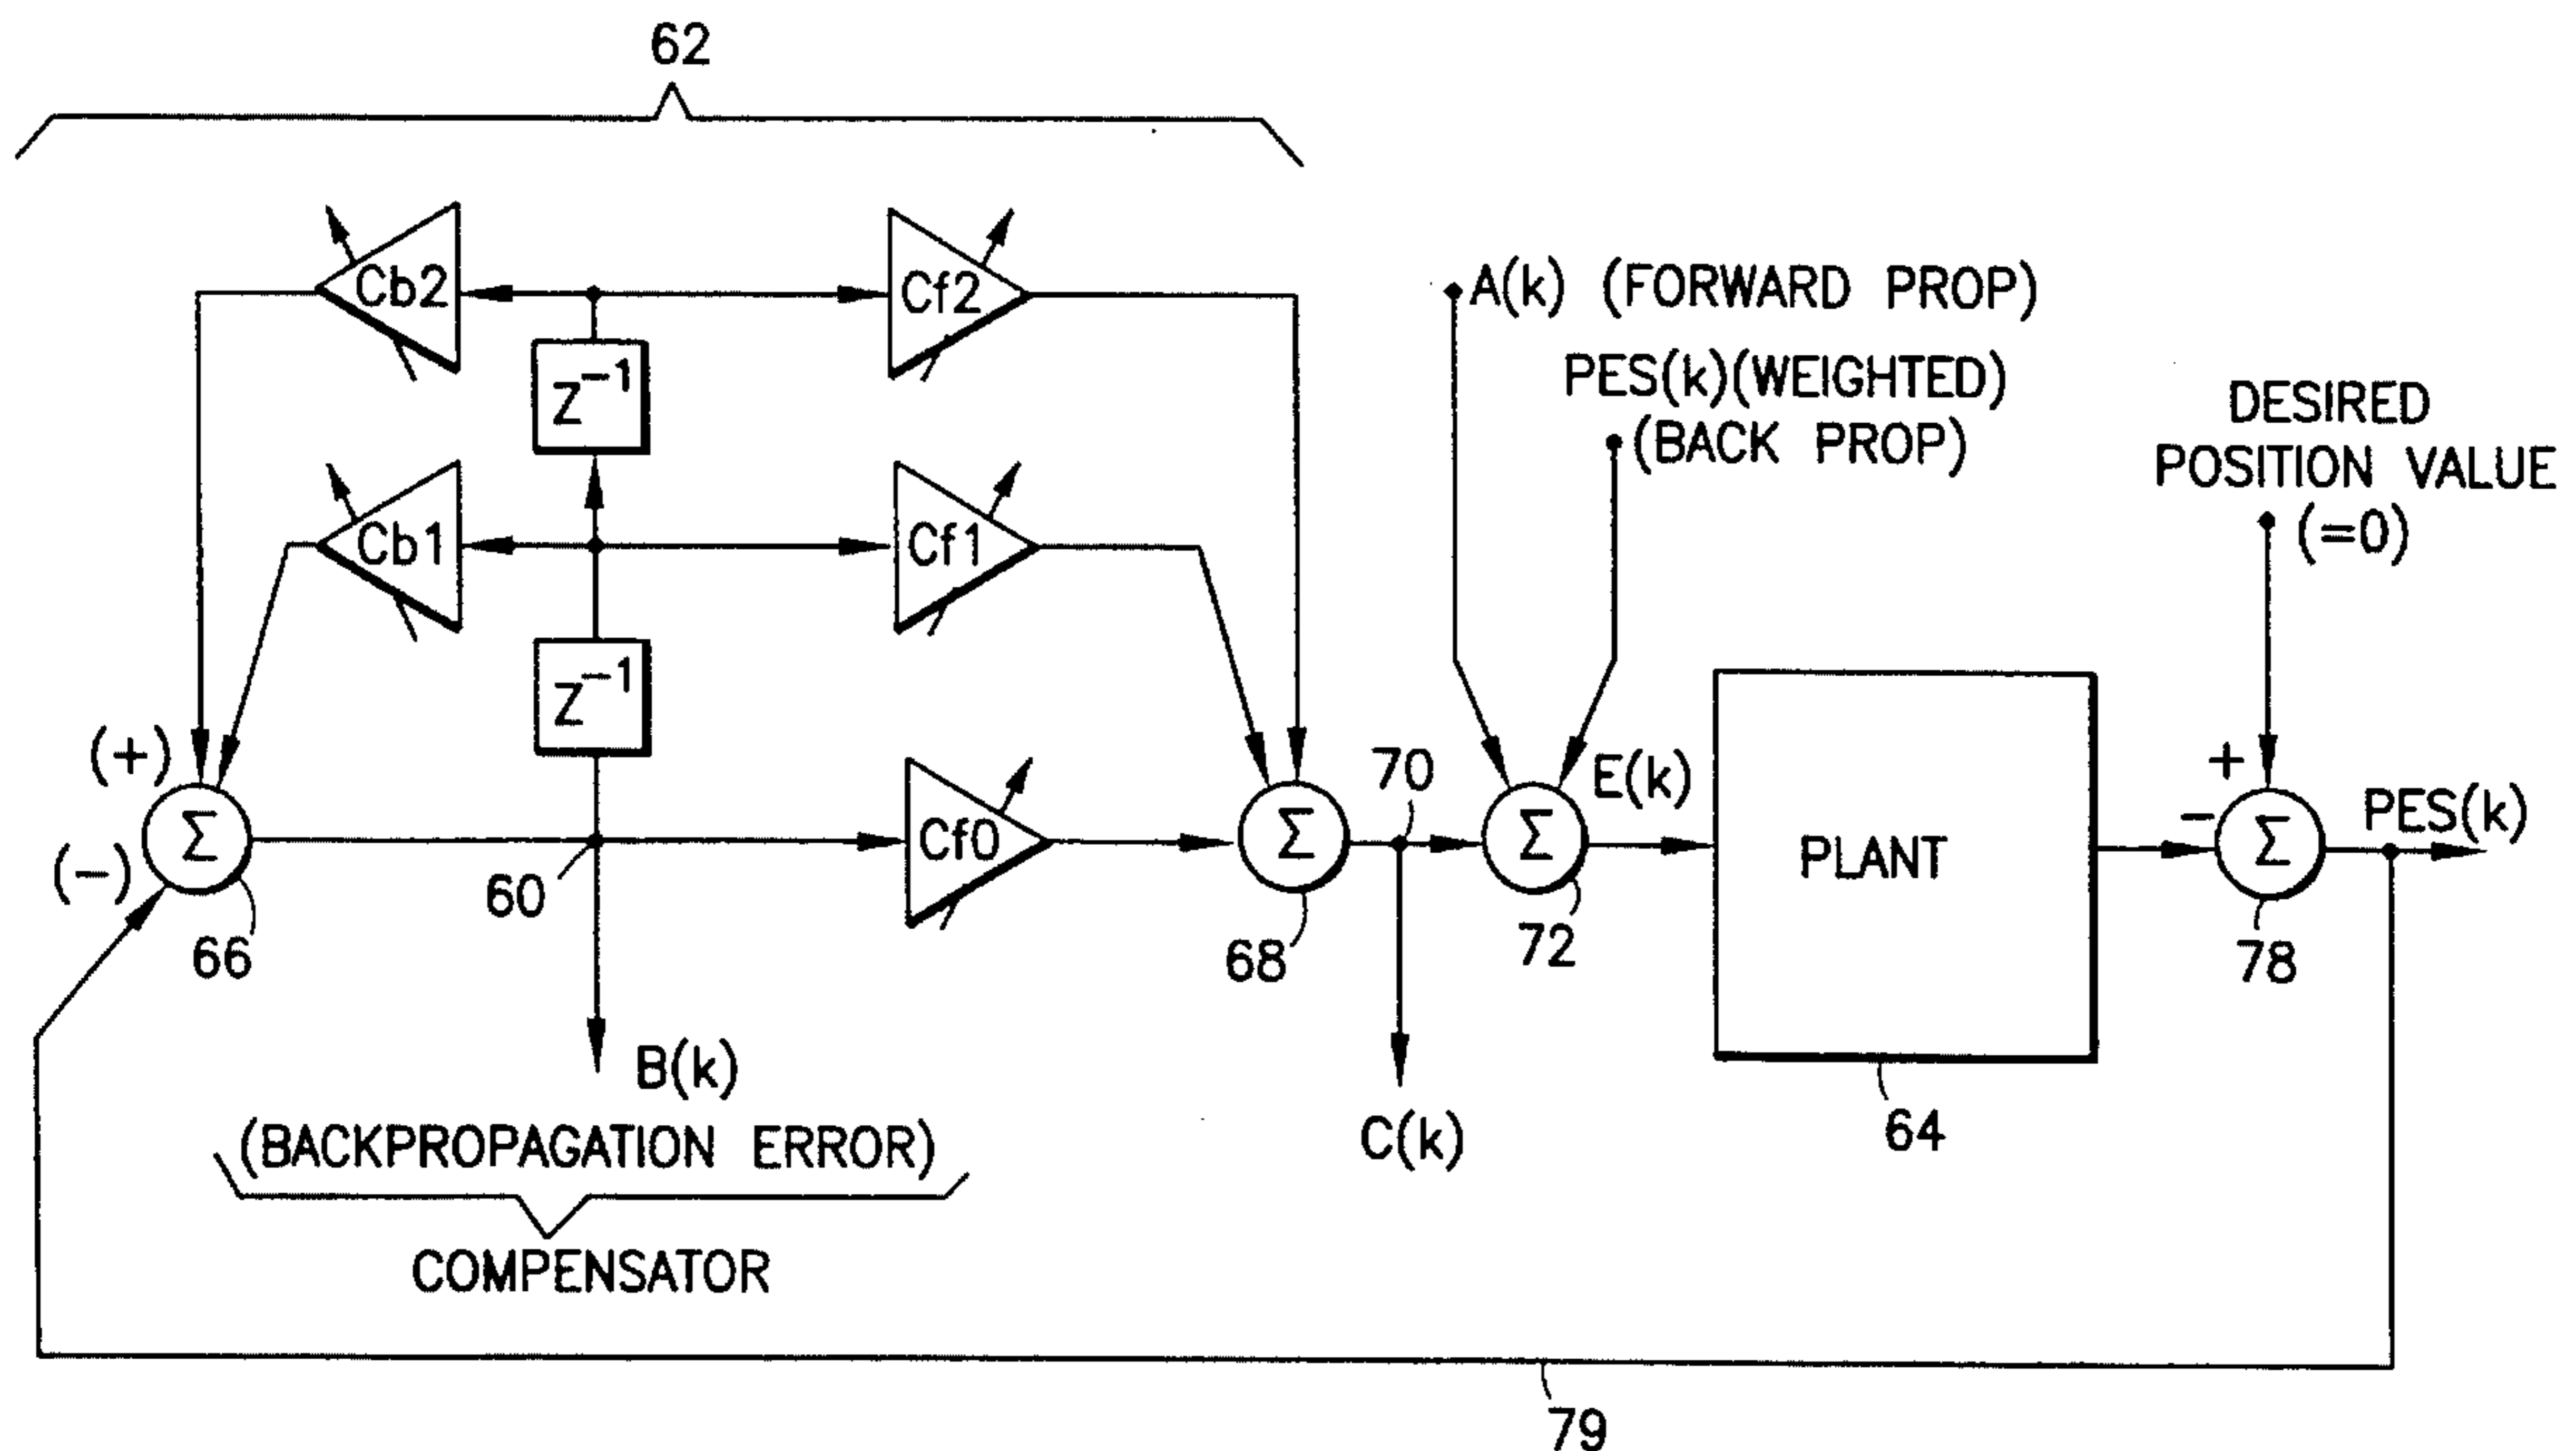 62
Cb2
Cf2
A(k) (FORWARD PROP)
Z⁻¹
PES(k)(WEIGHTED)
(BACK PROP)
DESIRED
POSITION VALUE
(=0)
Cb1
Cf1
Z⁻¹
(+)
Σ
(-)
66
60
Cf0
Σ
68
70
Σ
72
E(k)
PLANT
64
+
-
Σ
78
PES(k)
B(k)
(BACKPROPAGATION ERROR)
COMPENSATOR
C(k)
79